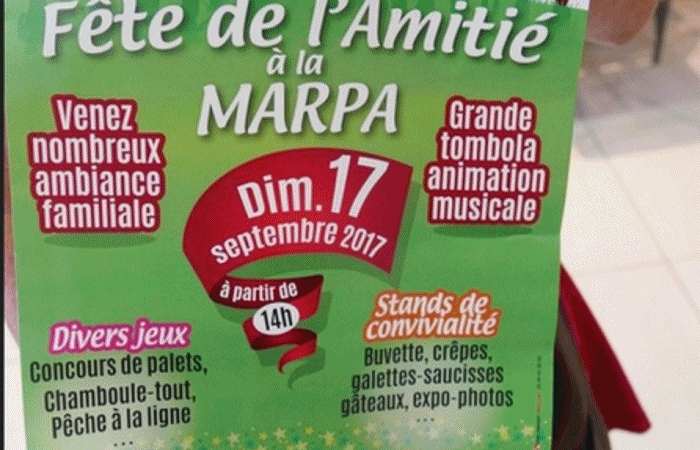 Fête de l'Amitié
à la
MARPA
Venez
nombreux
ambiance
familiale
Grande
tombola
animation
musicale
Dim. 17
septembre 2017
à partir de
14h
Divers jeux
Concours de palets,
Chamboule-tout,
Pêche à la ligne
...
Stands de
convivialité
Buvette, crêpes,
galettes-saucisses
gâteaux, expo-photos
...